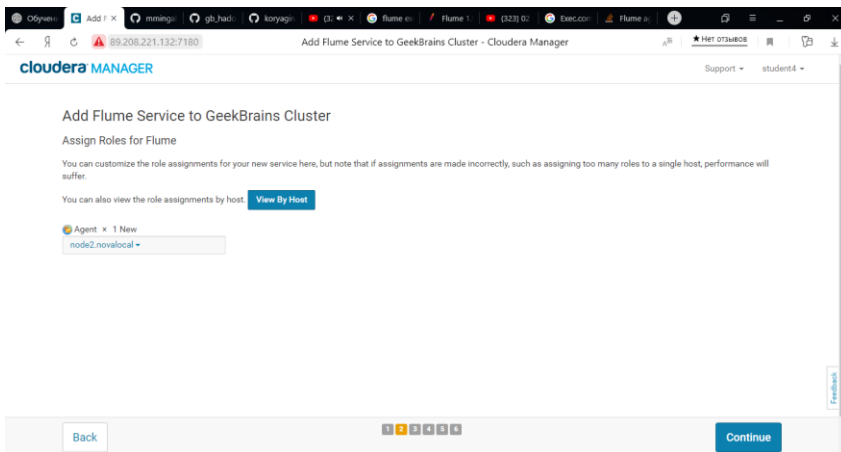 Обучен Add F mminga gb_hado koryagin (3: flume ex Flume 1. (323) 02 Exec.con Flume ag
Я 89.208.221.132:7180 Add Flume Service to GeekBrains Cluster - Cloudera Manager ★ Нет отзывов
cloudera MANAGER Support student4
Add Flume Service to GeekBrains Cluster
Assign Roles for Flume
You can customize the role assignments for your new service here, but note that if assignments are made incorrectly, such as assigning too many roles to a single host, performance will
suffer.
You can also view the role assignments by host. View By Host
Agent × 1 New
node2.novalocal
Feedback
Back 1 2 3 4 5 6 Continue